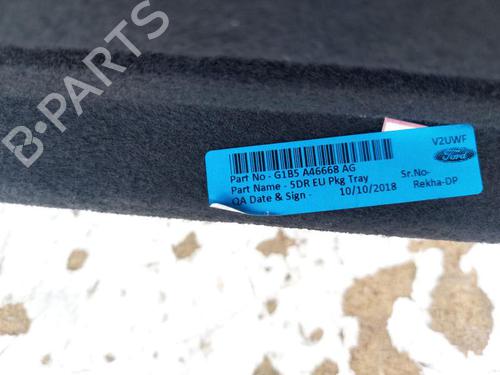 B-PARTS
V2UWF
Ford
Part No - G1B5 A46668 AG
Part Name - 5DR EU Pkg Tray
QA Date & Sign - 10/10/2018
Sr.No-
Rekha-DP